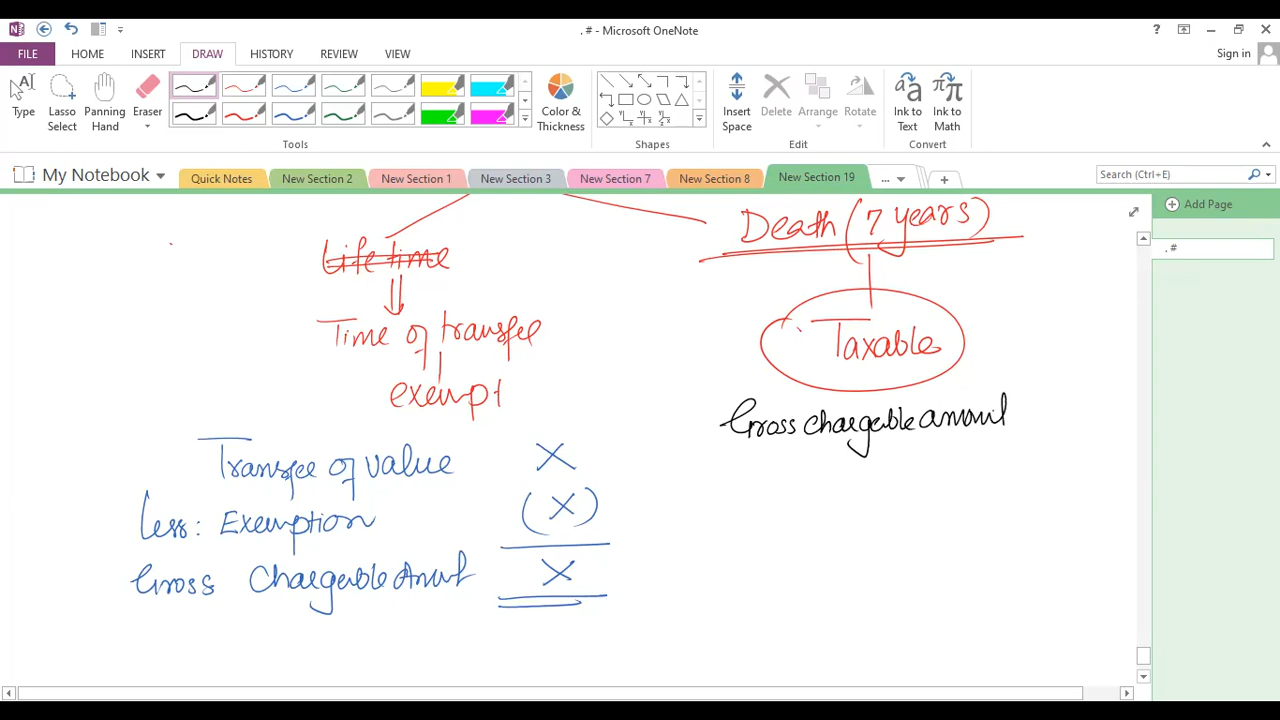 . # - Microsoft OneNote
?
FILE HOME INSERT DRAW HISTORY REVIEW VIEW
Sign in
Type
Lasso Select
Panning Hand
Eraser
Color & Thickness
Insert Space
Delete
Arrange
Rotate
Ink to Text
Ink to Math
Tools Shapes Edit Convert
My Notebook Quick Notes New Section 2 New Section 1 New Section 3 New Section 7 New Section 8 New Section 19 ...
Search (Ctrl+E)
Add Page
. #
Death (7 years)
Life time
Time of transfer
Taxable
exempt
Gross chargeable amount
Transfer of value X
Less: Exemption (X)
Gross Chargeable Amut X